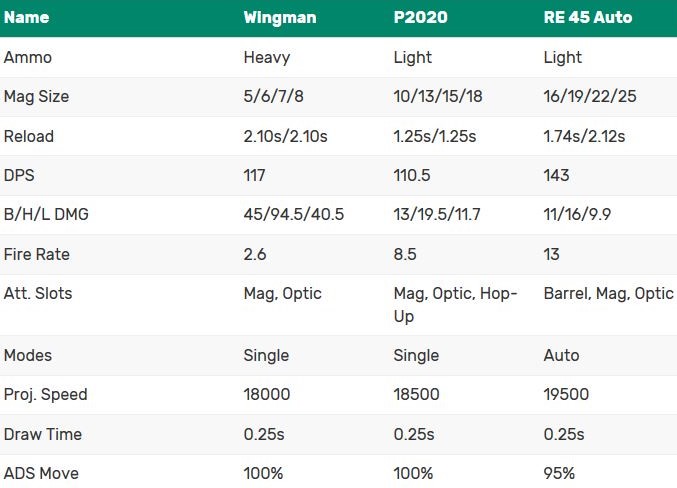 Name Wingman P2020 RE 45 Auto
Ammo Heavy Light Light
Mag Size 5/6/7/8 10/13/15/18 16/19/22/25
Reload 2.10s/2.10s 1.25s/1.25s 1.74s/2.12s
DPS 117 110.5 143
B/H/L DMG 45/94.5/40.5 13/19.5/11.7 11/16/9.9
Fire Rate 2.6 8.5 13
Att. Slots Mag, Optic Mag, Optic, Hop- Barrel, Mag, Optic
Up
Modes Single Single Auto
Proj. Speed 18000 18500 19500
Draw Time 0.25s 0.25s 0.25s
ADS Move 100% 100% 95%